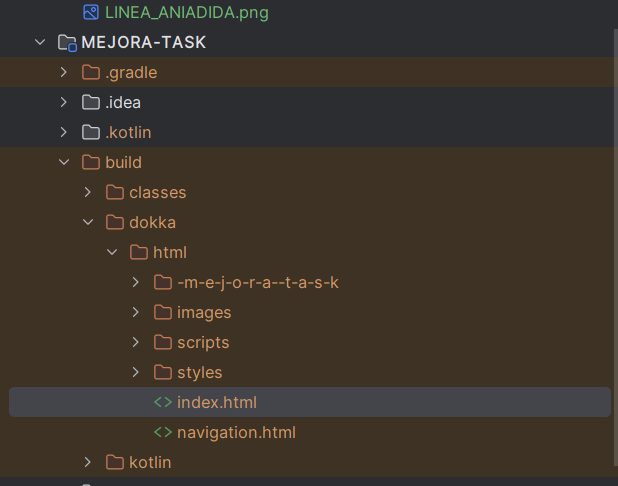 LINEA_ANIADIDA.png
MEJORA-TASK
.gradle
.idea
.kotlin
build
classes
dokka
html
-m-e-j-o-r-a--t-a-s-k
images
scripts
styles
index.html
navigation.html
kotlin